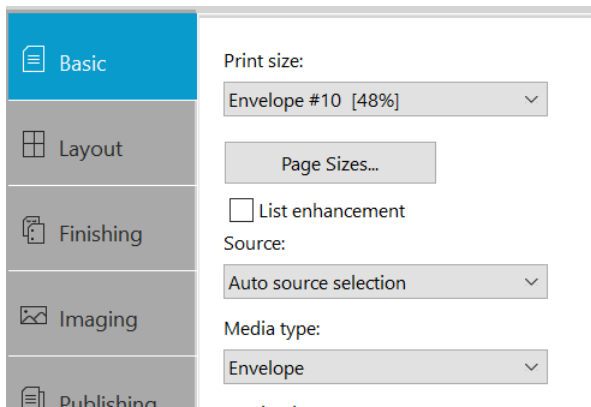 Basic
Layout
Finishing
Imaging
Publishing
Print size:
Envelope #10 [48%]
Page Sizes...
List enhancement
Source:
Auto source selection
Media type:
Envelope